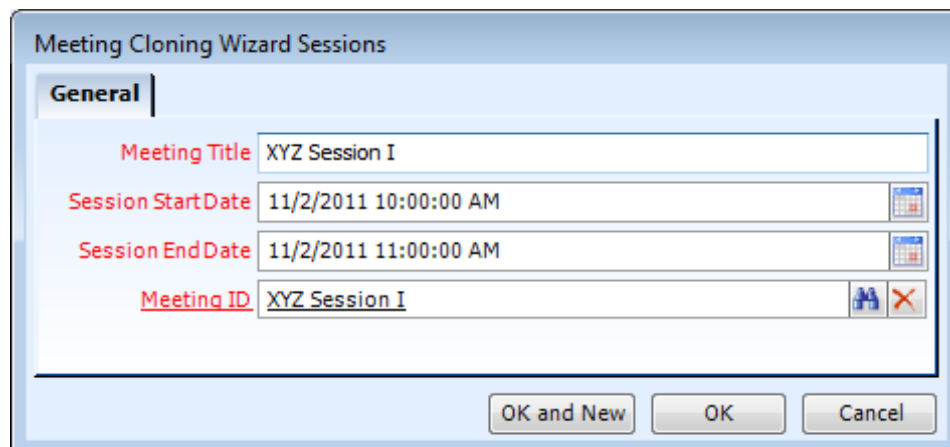 Meeting Cloning Wizard Sessions
General
Meeting Title XYZ Session I
Session Start Date 11/2/2011 10:00:00 AM
Session End Date 11/2/2011 11:00:00 AM
Meeting ID XYZ Session I
OK and New OK Cancel